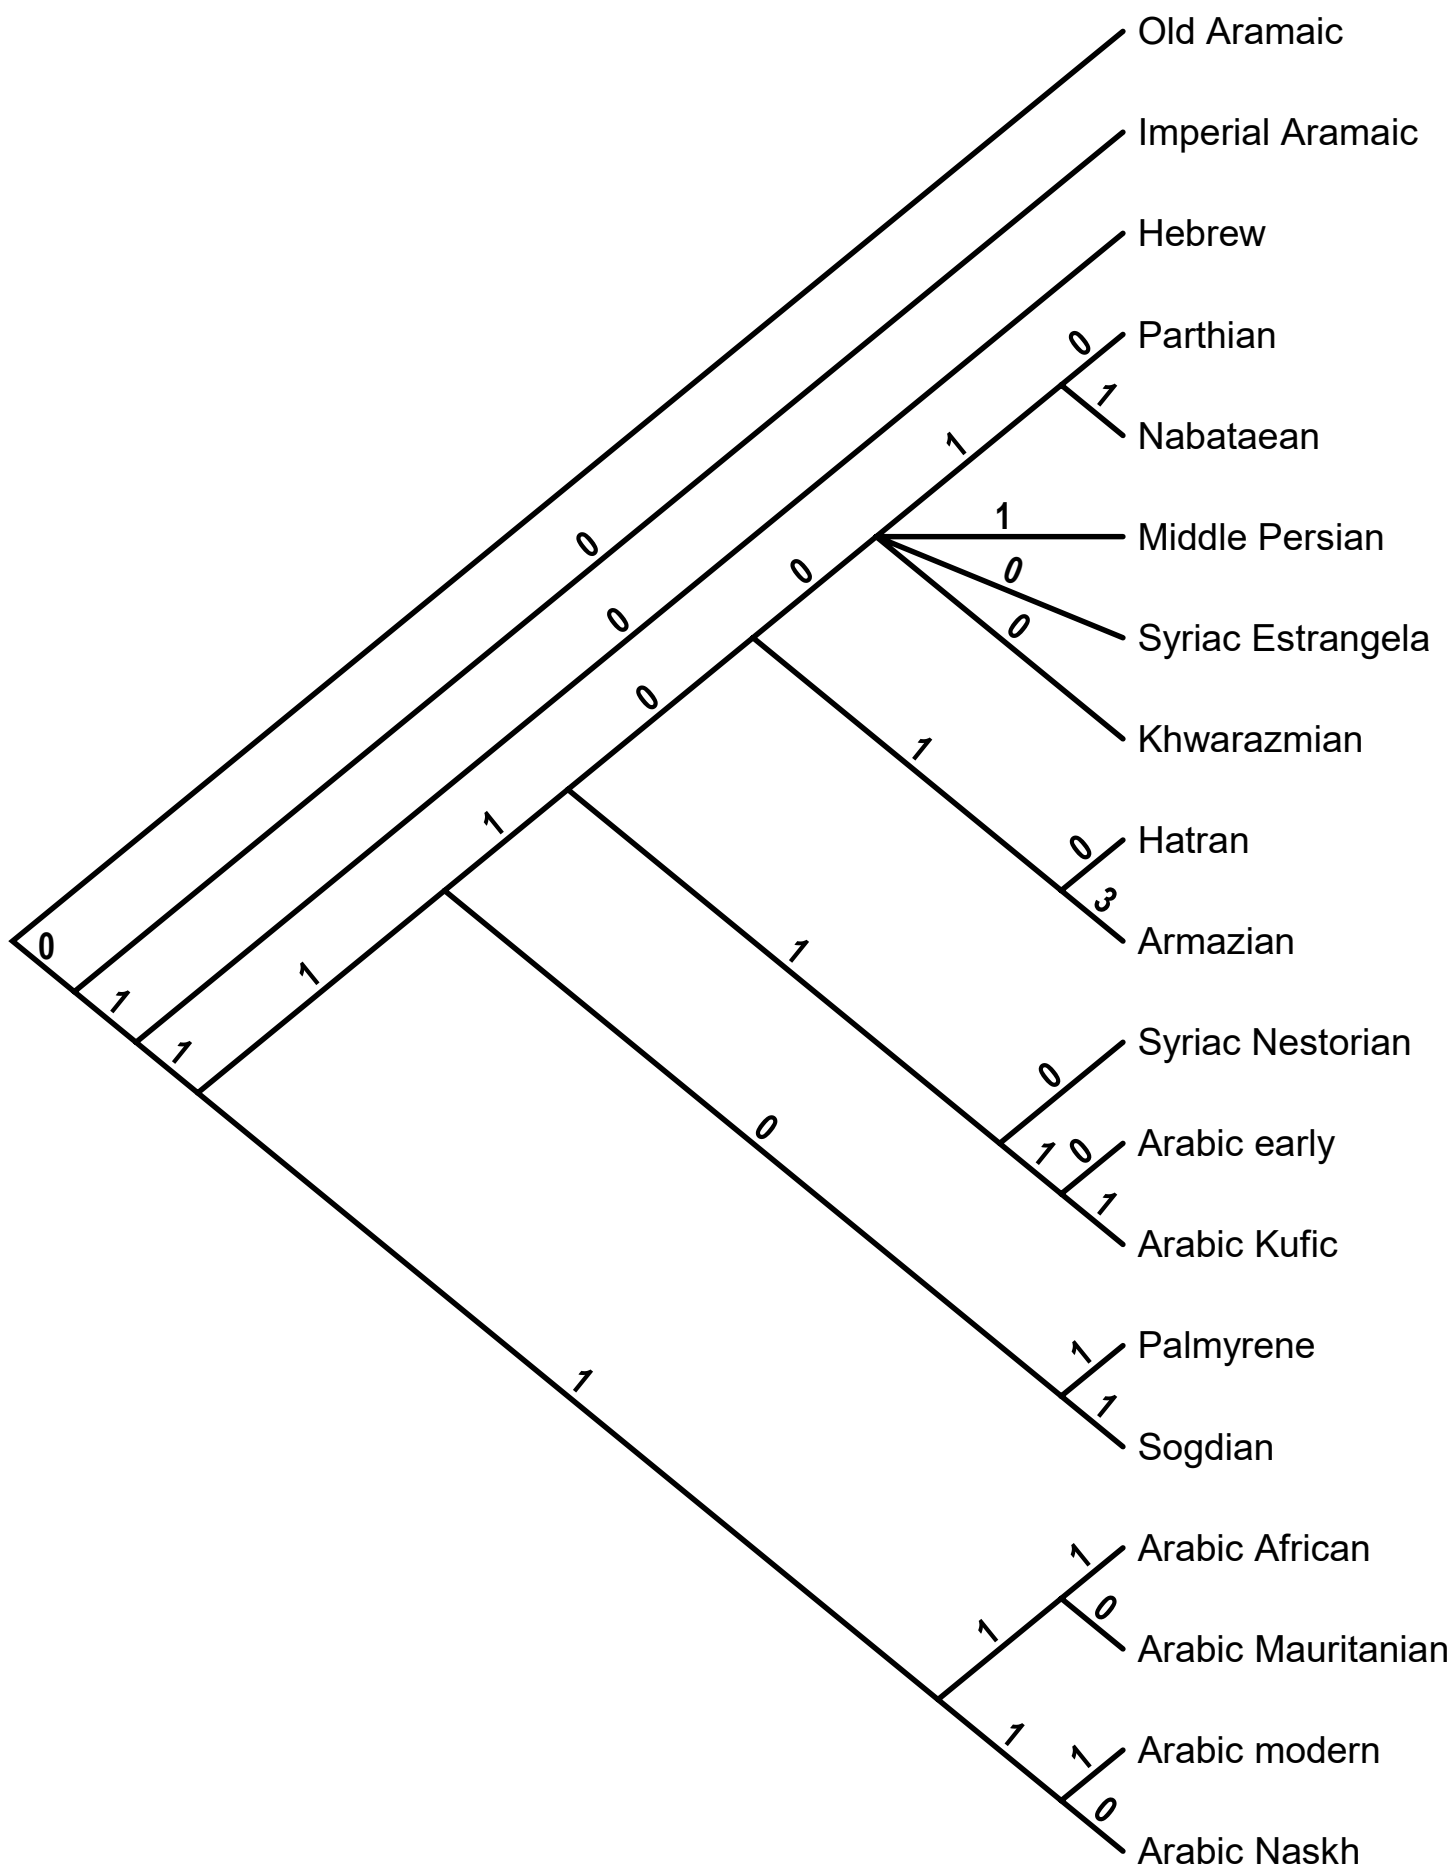 Old Aramaic
Imperial Aramaic
Hebrew
0
Parthian
1
Nabataean
1
1
Middle Persian
0
0
0
Syriac Estrangela
0
0
0
Khwarazmian
1
1
0
Hatran
3
Armazian
0
1
1
1
1
Syriac Nestorian
0
0
1
0
Arabic early
1
Arabic Kufic
1
Palmyrene
1
1
Sogdian
1
Arabic African
0
1
Arabic Mauritanian
1
1
Arabic modern
0
Arabic Naskh